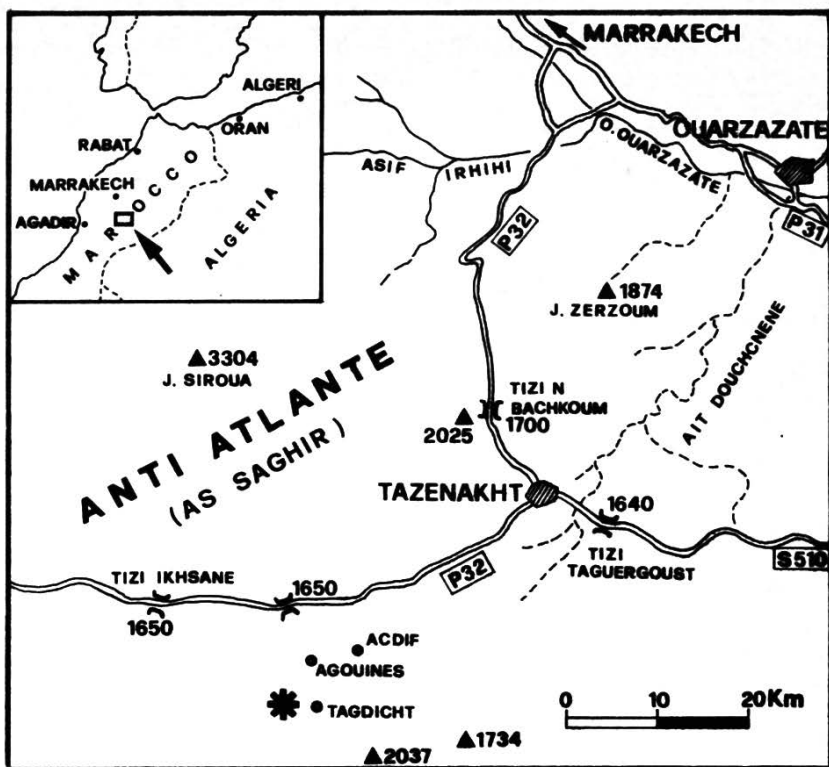 MARRAKECH
ALGERI
ORAN
RABAT
MARRAKECH
AGADIR
MAROCCO
ALGERIA
OUARZAZATE
O. OUARZAZATE
ASIF IRHIHI
P32
P31
1874
J. ZERZOUM
3304
J. SIROUA
ANTI ATLANTE
(AS SAGHIR)
TIZI N
BACHKOUM
1700
2025
AIT DOUCHCNENE
TAZENAKHT
1640
TIZI
TAGUERGOUST
S510
TIZI IKHSANE
1650
1650
P32
ACDIF
AGOUINES
TAGDICHT
0 10 20Km
1734
2037